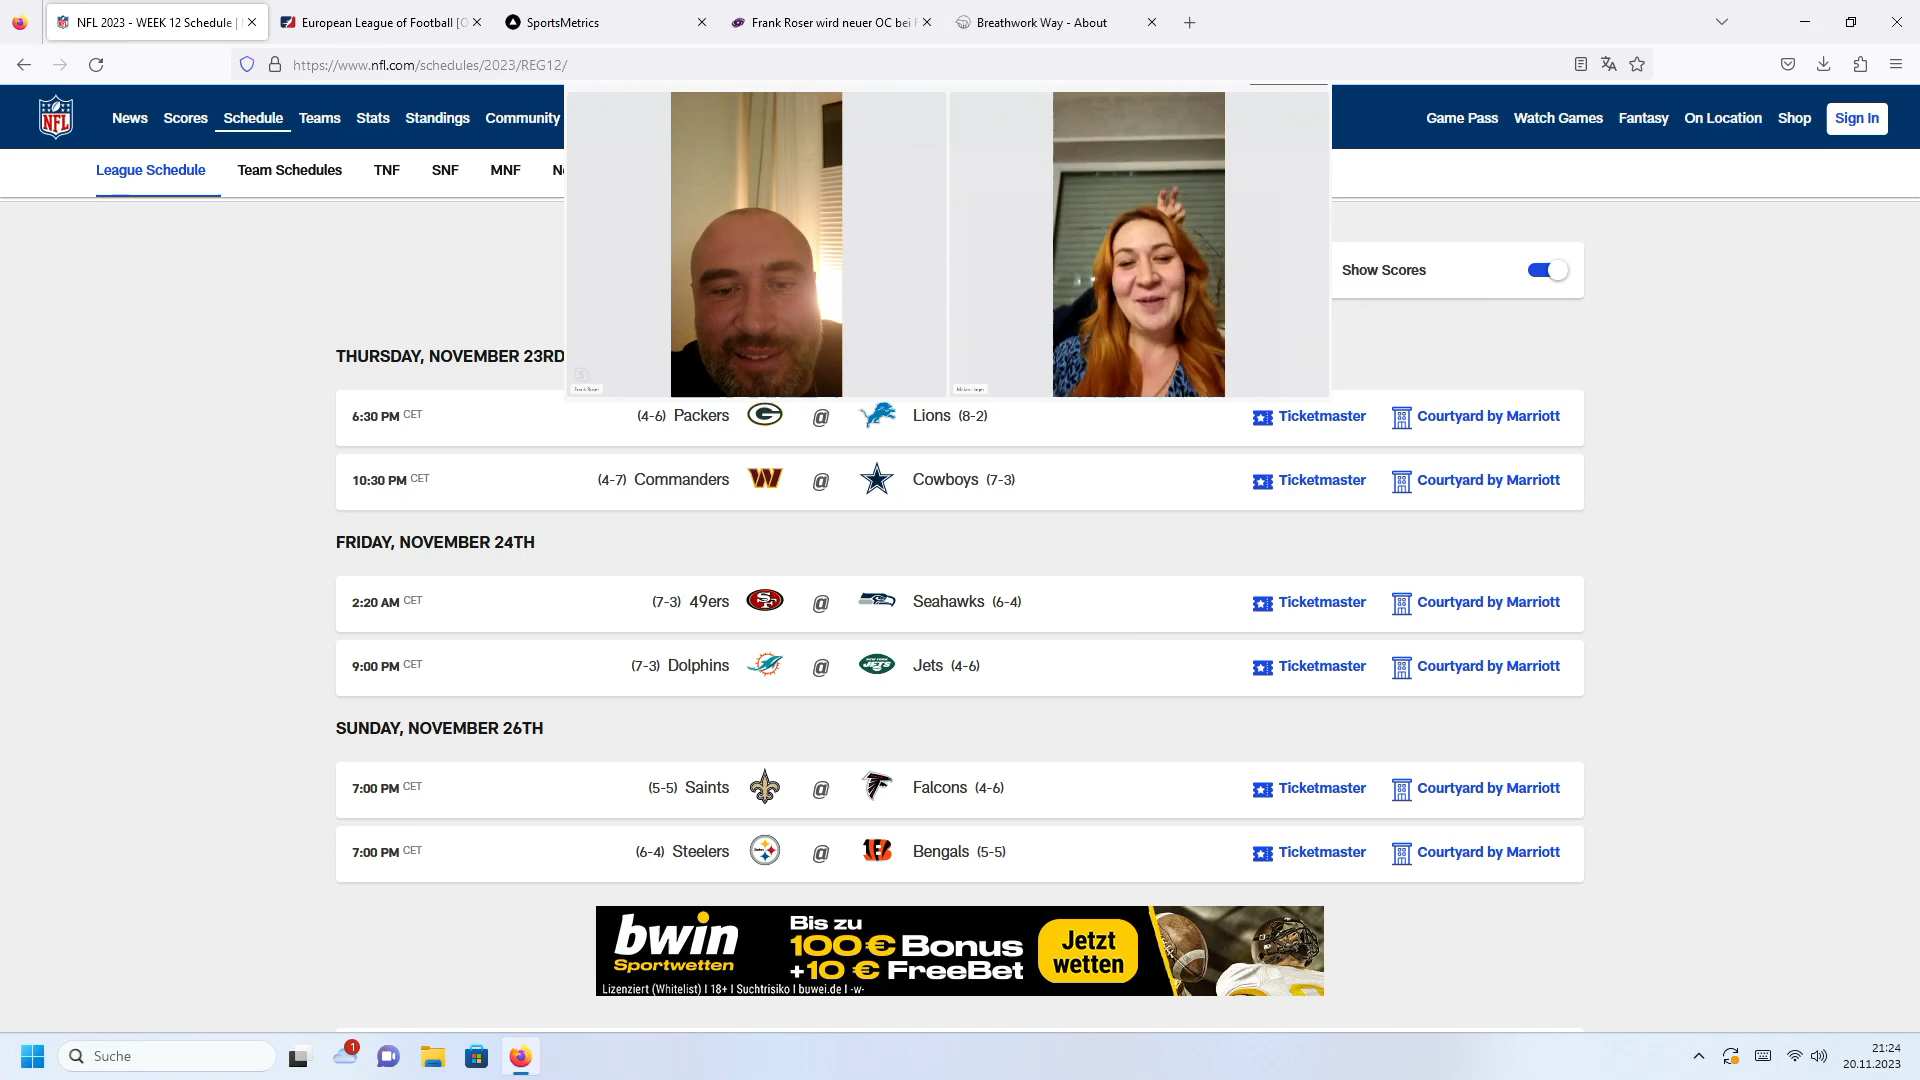 NFL 2023 - WEEK 12 Schedule |
European League of Football [O
SportsMetrics
Frank Roser wird neuer OC bei
Breathwork Way - About
https://www.nfl.com/schedules/2023/REG12/
NFL
News
Scores
Schedule
Teams
Stats
Standings
Community
Game Pass
Watch Games
Fantasy
On Location
Shop
Sign In
League Schedule
Team Schedules
TNF
SNF
MNF
Show Scores
Frank Roser
THURSDAY, NOVEMBER 23RD
6:30 PM CET (4-6) Packers @ Lions (8-2) Ticketmaster Courtyard by Marriott
10:30 PM CET (4-7) Commanders @ Cowboys (7-3) Ticketmaster Courtyard by Marriott
FRIDAY, NOVEMBER 24TH
2:20 AM CET (7-3) 49ers @ Seahawks (6-4) Ticketmaster Courtyard by Marriott
9:00 PM CET (7-3) Dolphins @ Jets (4-6) Ticketmaster Courtyard by Marriott
SUNDAY, NOVEMBER 26TH
7:00 PM CET (5-5) Saints @ Falcons (4-6) Ticketmaster Courtyard by Marriott
7:00 PM CET (6-4) Steelers @ Bengals (5-5) Ticketmaster Courtyard by Marriott
bwin
Sportwetten
Bis zu
100 € Bonus
+10 € FreeBet
Jetzt
wetten
Lizenziert (Whitelist) | 18+ | Suchtrisiko | buwei.de | -w-
Suche
1
21:24
20.11.2023